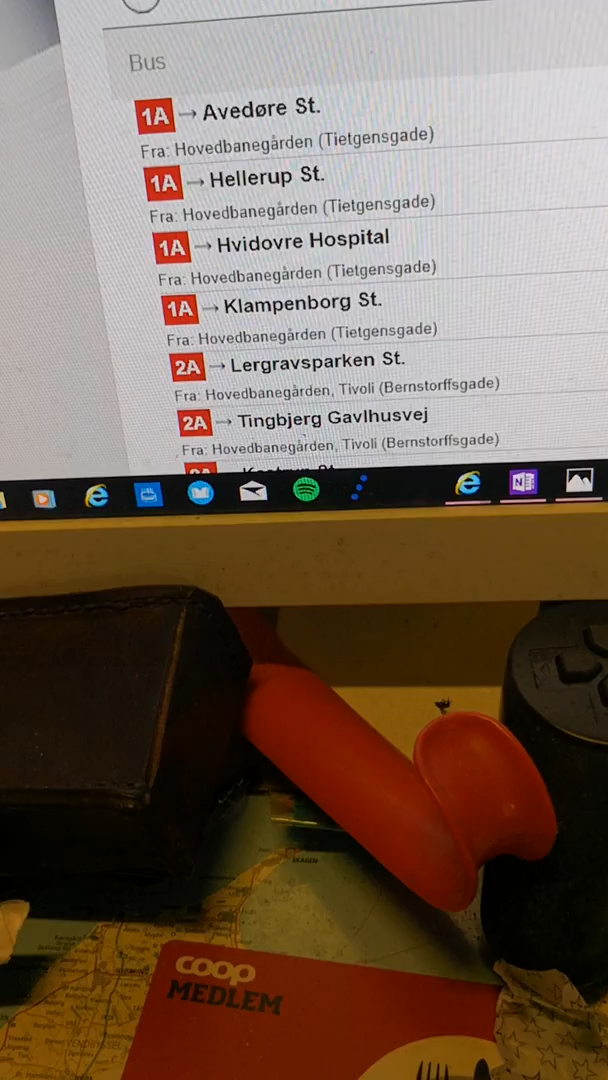 Bus
1A → Avedøre St.
Fra: Hovedbanegården (Tietgensgade)
1A → Hellerup St.
Fra: Hovedbanegården (Tietgensgade)
1A → Hvidovre Hospital
Fra: Hovedbanegården (Tietgensgade)
1A → Klampenborg St.
Fra: Hovedbanegården (Tietgensgade)
2A → Lergravsparken St.
Fra: Hovedbanegården, Tivoli (Bernstorffsgade)
2A → Tingbjerg Gavlhusvej
Fra: Hovedbanegården, Tivoli (Bernstorffsgade)
SKAGEN
coop
MEDLEM